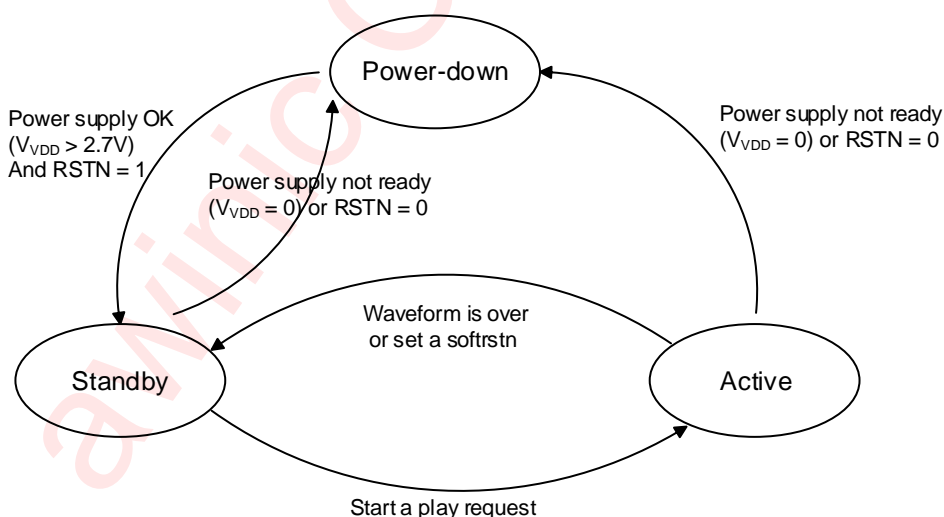 Power-down
Power supply OK
(VVDD > 2.7V)
And RSTN = 1
Power supply not ready
(VVDD = 0) or RSTN = 0
Power supply not ready
(VVDD = 0) or RSTN = 0
Waveform is over
or set a softrstn
Standby
Active
Start a play request
awinic